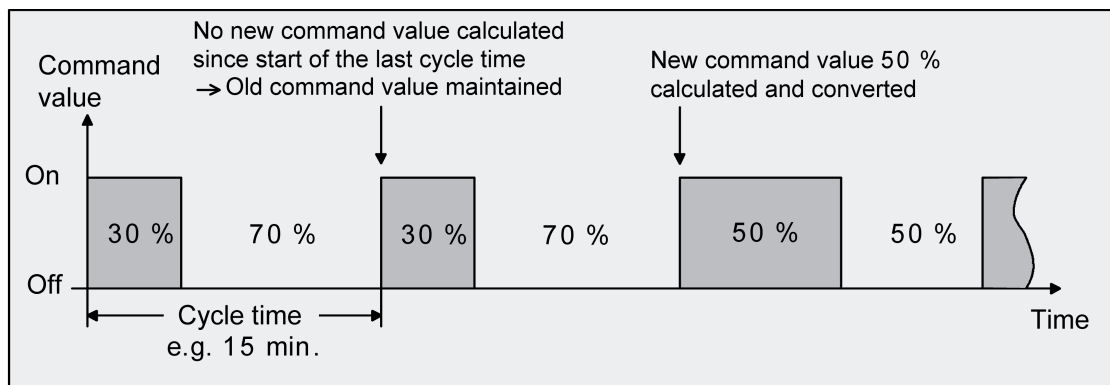 No new command value calculated
since start of the last cycle time
→ Old command value maintained
Command
value
New command value 50 %
calculated and converted
On
30 %
70 %
30 %
70 %
50 %
50 %
Off
Cycle time
e.g. 15 min.
Time